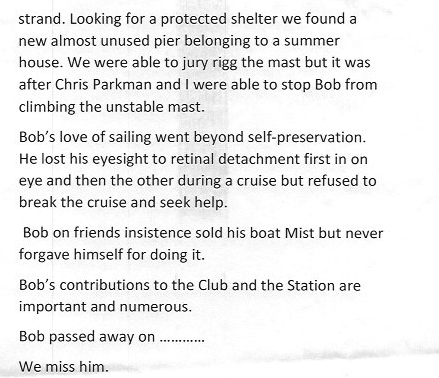 strand. Looking for a protected shelter we found a
new almost unused pier belonging to a summer
house. We were able to jury rigg the mast but it was
after Chris Parkman and I were able to stop Bob from
climbing the unstable mast.
Bob's love of sailing went beyond self-preservation.
He lost his eyesight to retinal detachment first in on
eye and then the other during a cruise but refused to
break the cruise and seek help.
Bob on friends insistence sold his boat Mist but never
forgave himself for doing it.
Bob's contributions to the Club and the Station are
important and numerous.
Bob passed away on ............
We miss him.